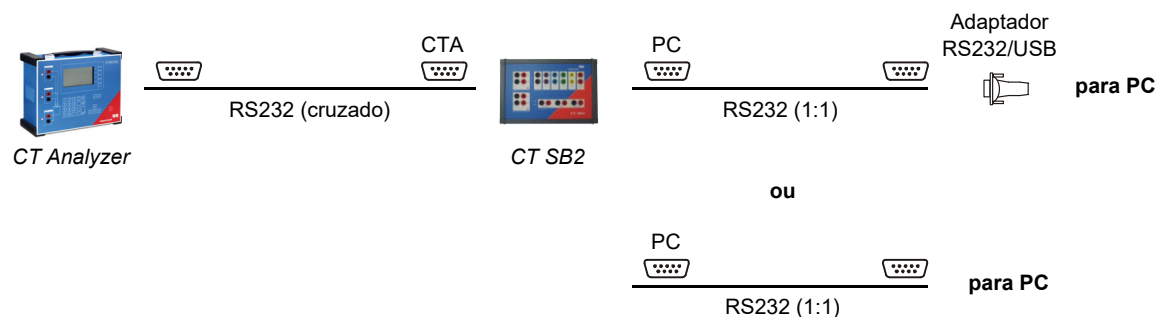 Adaptador
RS232/USB
CTA
PC
para PC
RS232 (cruzado)
RS232 (1:1)
CT Analyzer
CT SB2
ou
PC
para PC
RS232 (1:1)